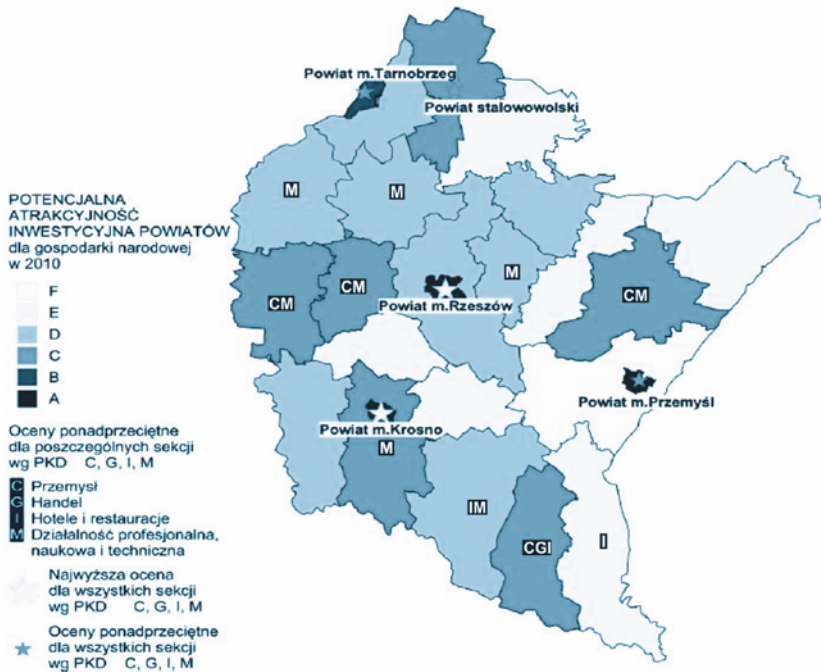 Powiat m.Tarnobrzeg
Powiat stalowowolski
M
M
POTENCJALNA
ATRAKCYJNOŚĆ
INWESTYCYJNA POWIATÓW
dla gospodarki narodowej
w 2010
F
E
D
C
B
A
CM
CM
M
CM
Powiat m.Rzeszów
Powiat m.Przemyśl
Powiat m.Krosno
M
IM
CGI
I
Oceny ponadprzeciętne
dla poszczególnych sekcji
wg PKD C, G, I, M
C Przemysł
G Handel
I Hotele i restauracje
M Działalność profesjonalna,
naukowa i techniczna
Najwyższa ocena
dla wszystkich sekcji
wg PKD C, G, I, M
Oceny ponadprzeciętne
dla wszystkich sekcji
wg PKD C, G, I, M